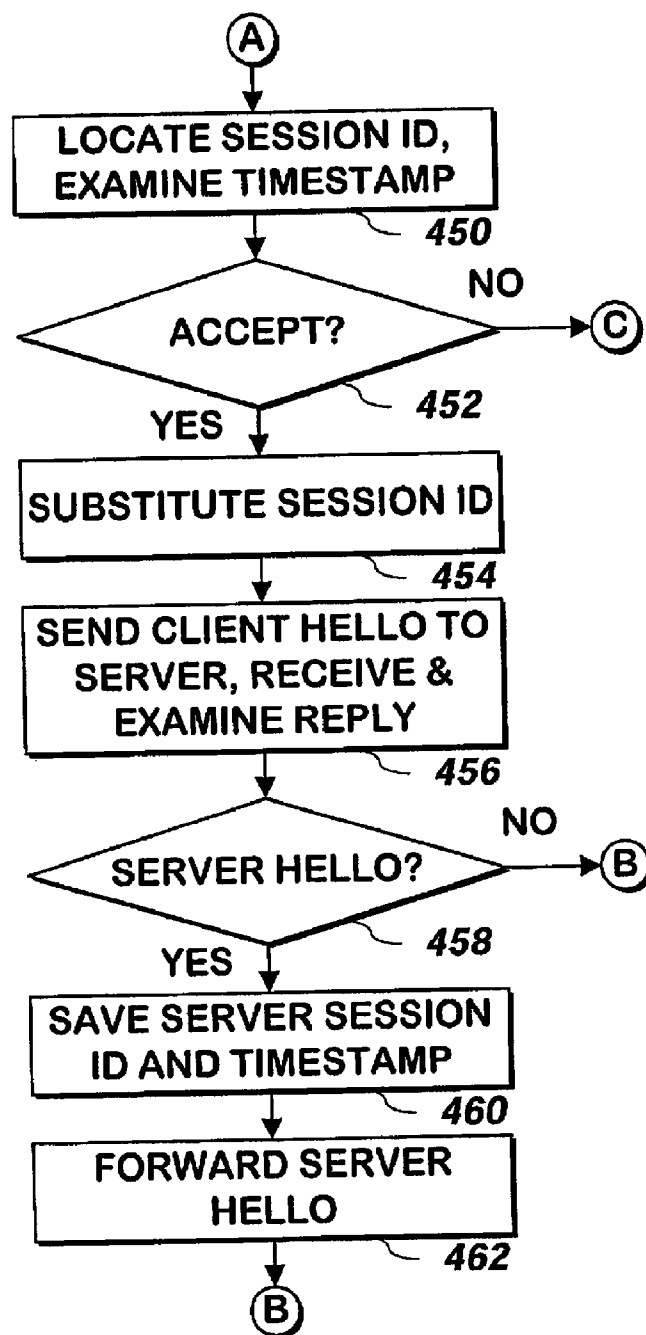 A
LOCATE SESSION ID,
EXAMINE TIMESTAMP
450
NO
ACCEPT?
C
452
YES
SUBSTITUTE SESSION ID
454
SEND CLIENT HELLO TO
SERVER, RECEIVE &
EXAMINE REPLY
456
NO
SERVER HELLO?
B
458
YES
SAVE SERVER SESSION
ID AND TIMESTAMP
460
FORWARD SERVER
HELLO
462
B